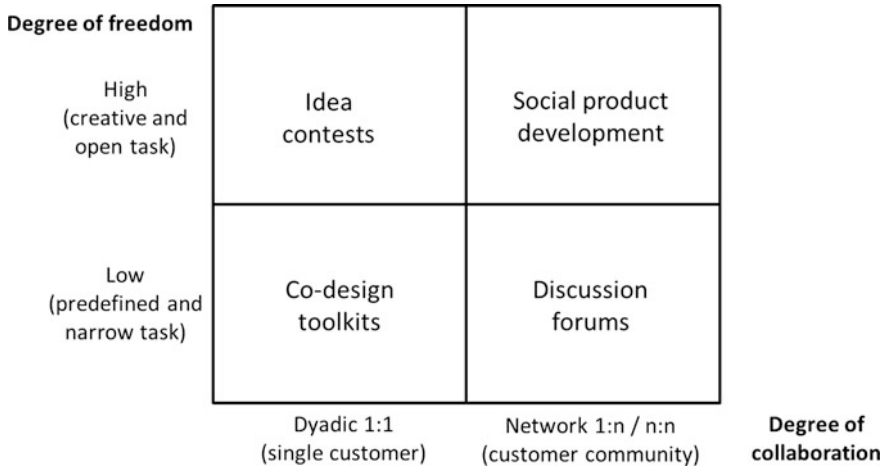 Degree of freedom
High
(creative and
open task)
Idea
contests
Social product
development
Low
(predefined and
narrow task)
Co-design
toolkits
Discussion
forums
Dyadic 1:1
(single customer)
Network 1:n / n:n
(customer community)
Degree of
collaboration